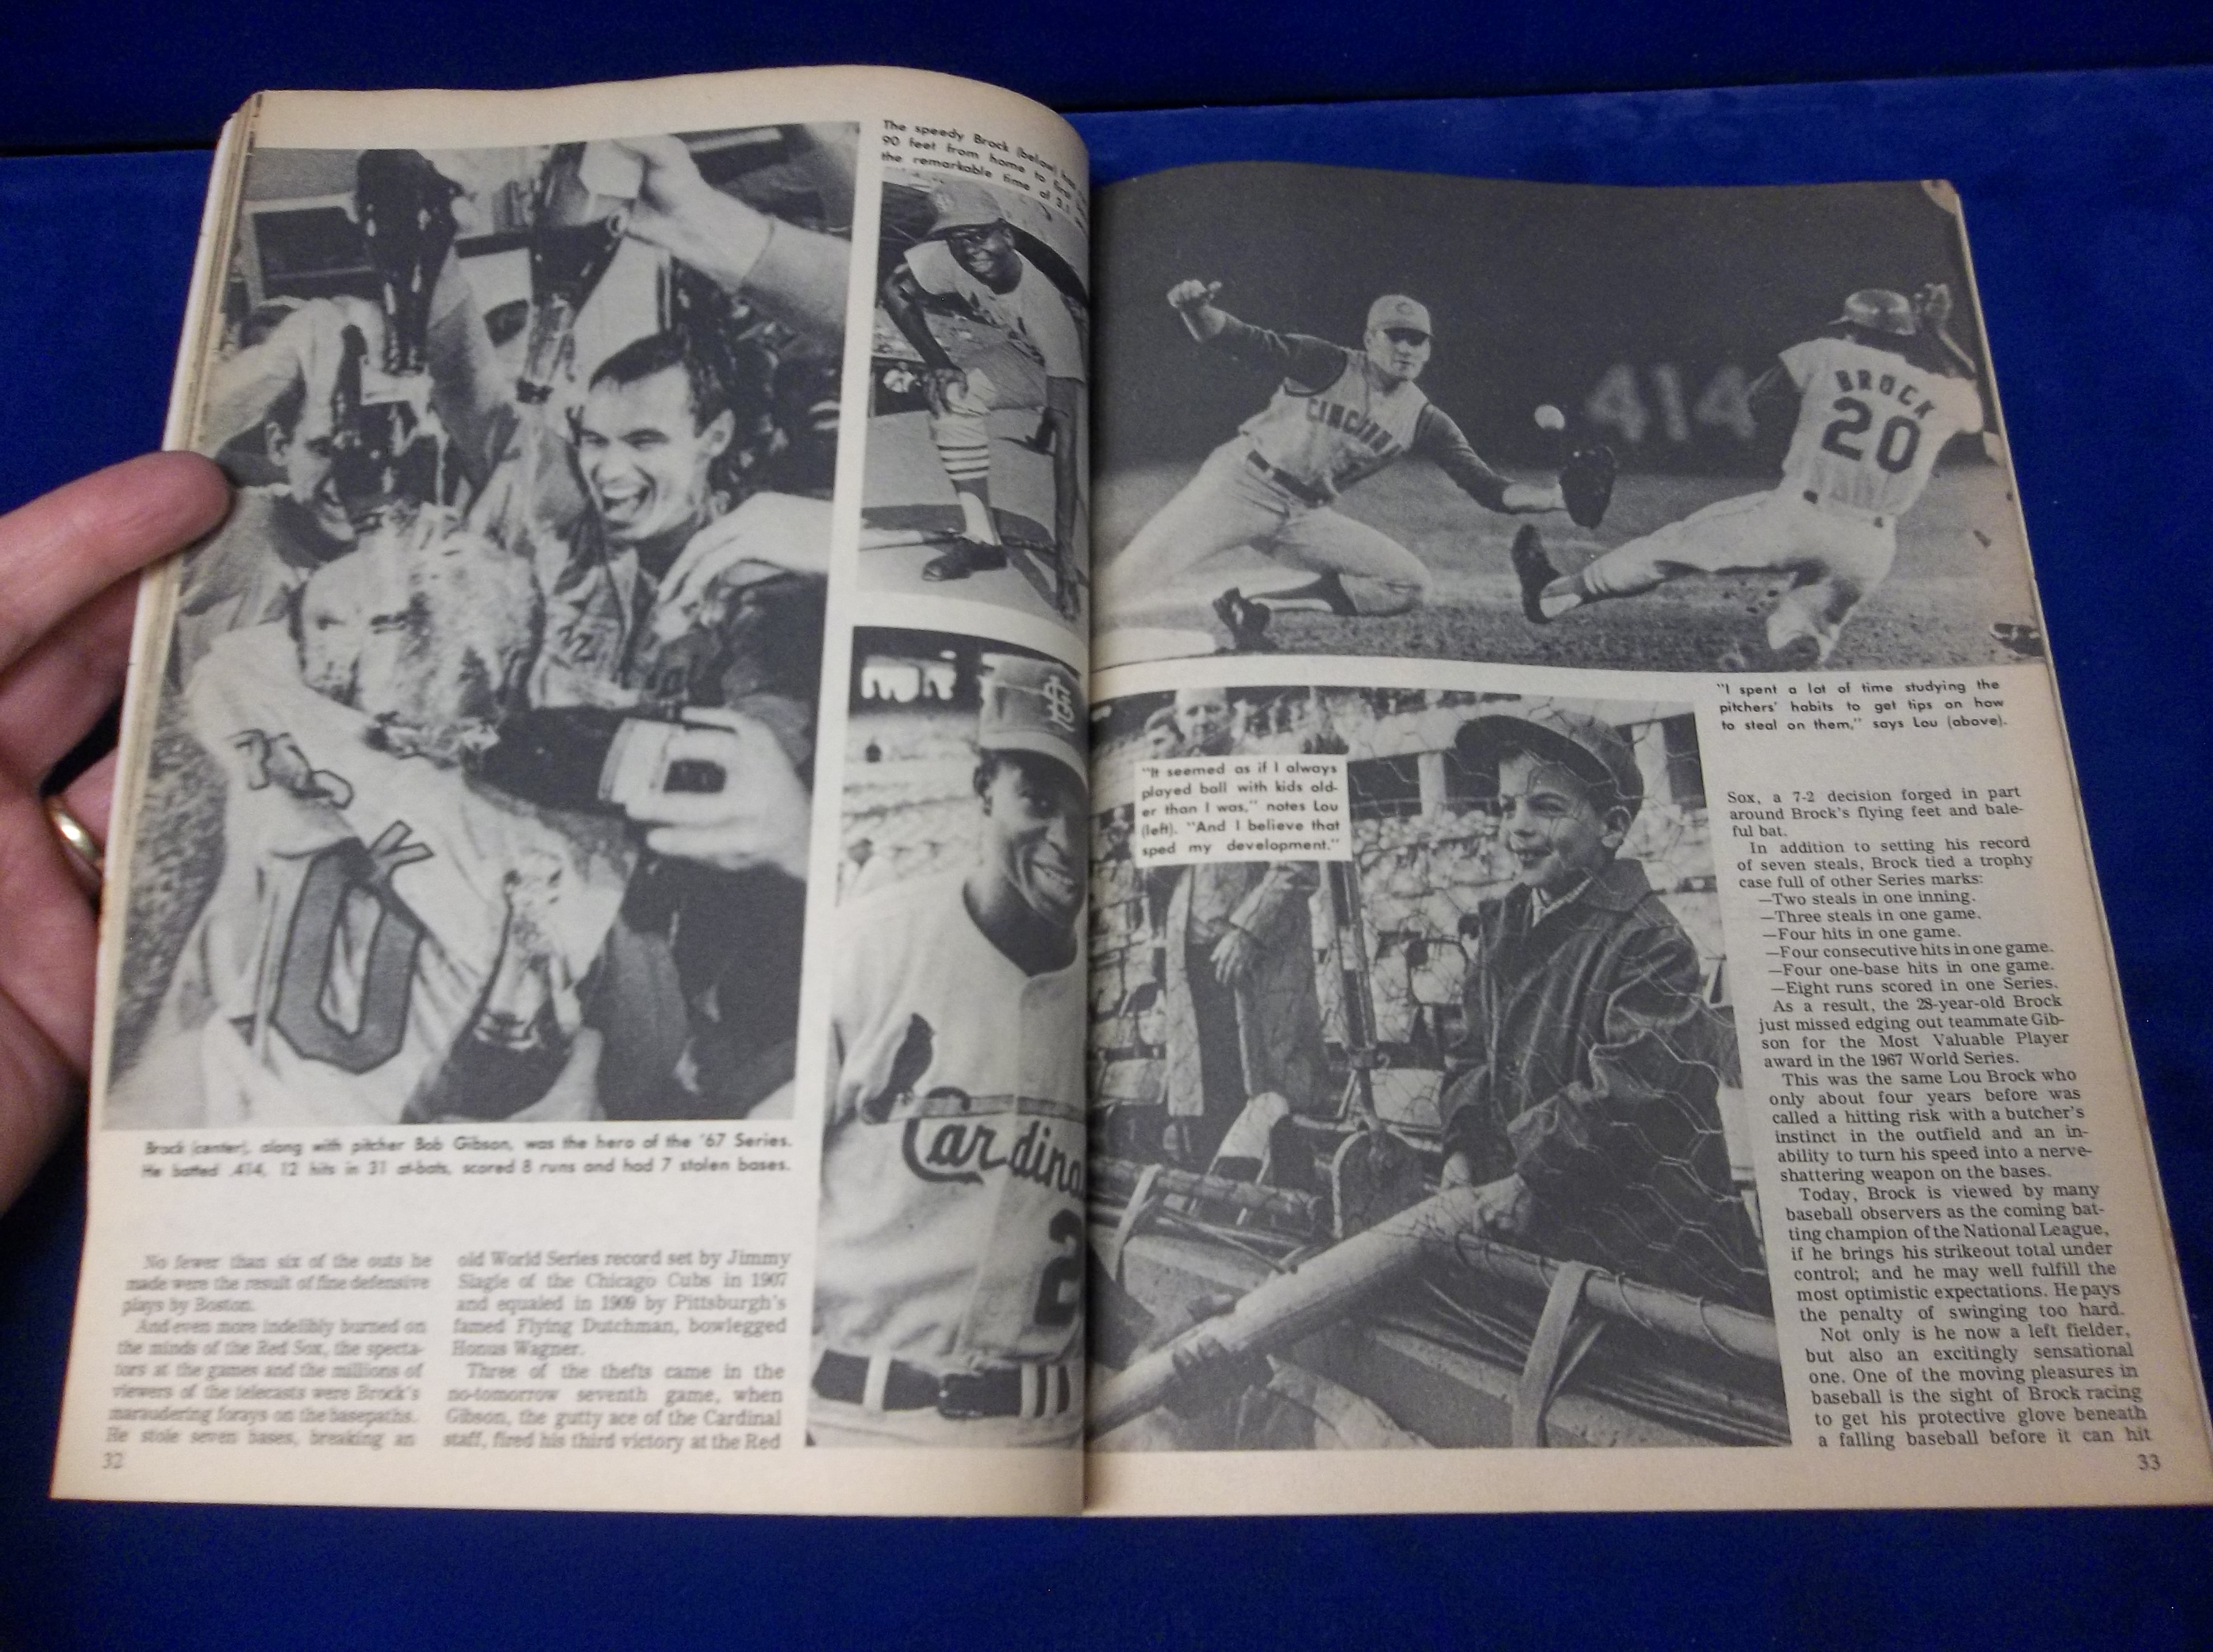 The speedy Brock (below) has
90 feet from home to first
the remarkable time of 3.1
Brock (center), along with pitcher Bob Gibson, was the hero of the '67 Series.
He batted .414, 12 hits in 31 at-bats, scored 8 runs and had 7 stolen bases.
No fewer than six of the outs he
made were the result of fine defensive
plays by Boston.
And even more indelibly burned on
the minds of the Red Sox, the specta-
tors at the games and the millions of
viewers of the telecasts were Brock's
maraudering forays on the basepaths.
He stole seven bases, breaking an
32
old World Series record set by Jimmy
Slagle of the Chicago Cubs in 1907
and equaled in 1909 by Pittsburgh's
famed Flying Dutchman, bowlegged
Honus Wagner.
Three of the thefts came in the
no-tomorrow seventh game, when
Gibson, the gutty ace of the Cardinal
staff, fired his third victory at the Red
Cardina
2
CINCINNATI
414
BROCK
20
"I spent a lot of time studying the
pitchers' habits to get tips on how
to steal on them," says Lou (above).
"It seemed as if I always
played ball with kids old-
er than I was," notes Lou
(left). "And I believe that
sped my development."
Sox, a 7-2 decision forged in part
around Brock's flying feet and bale-
ful bat.
In addition to setting his record
of seven steals, Brock tied a trophy
case full of other Series marks:
—Two steals in one inning.
—Three steals in one game.
—Four hits in one game.
—Four consecutive hits in one game.
—Four one-base hits in one game.
—Eight runs scored in one Series.
As a result, the 28-year-old Brock
just missed edging out teammate Gib-
son for the Most Valuable Player
award in the 1967 World Series.
This was the same Lou Brock who
only about four years before was
called a hitting risk with a butcher's
instinct in the outfield and an in-
ability to turn his speed into a nerve-
shattering weapon on the bases.
Today, Brock is viewed by many
baseball observers as the coming bat-
ting champion of the National League,
if he brings his strikeout total under
control; and he may well fulfill the
most optimistic expectations. He pays
the penalty of swinging too hard.
Not only is he now a left fielder,
but also an excitingly sensational
one. One of the moving pleasures in
baseball is the sight of Brock racing
to get his protective glove beneath
a falling baseball before it can hit
33